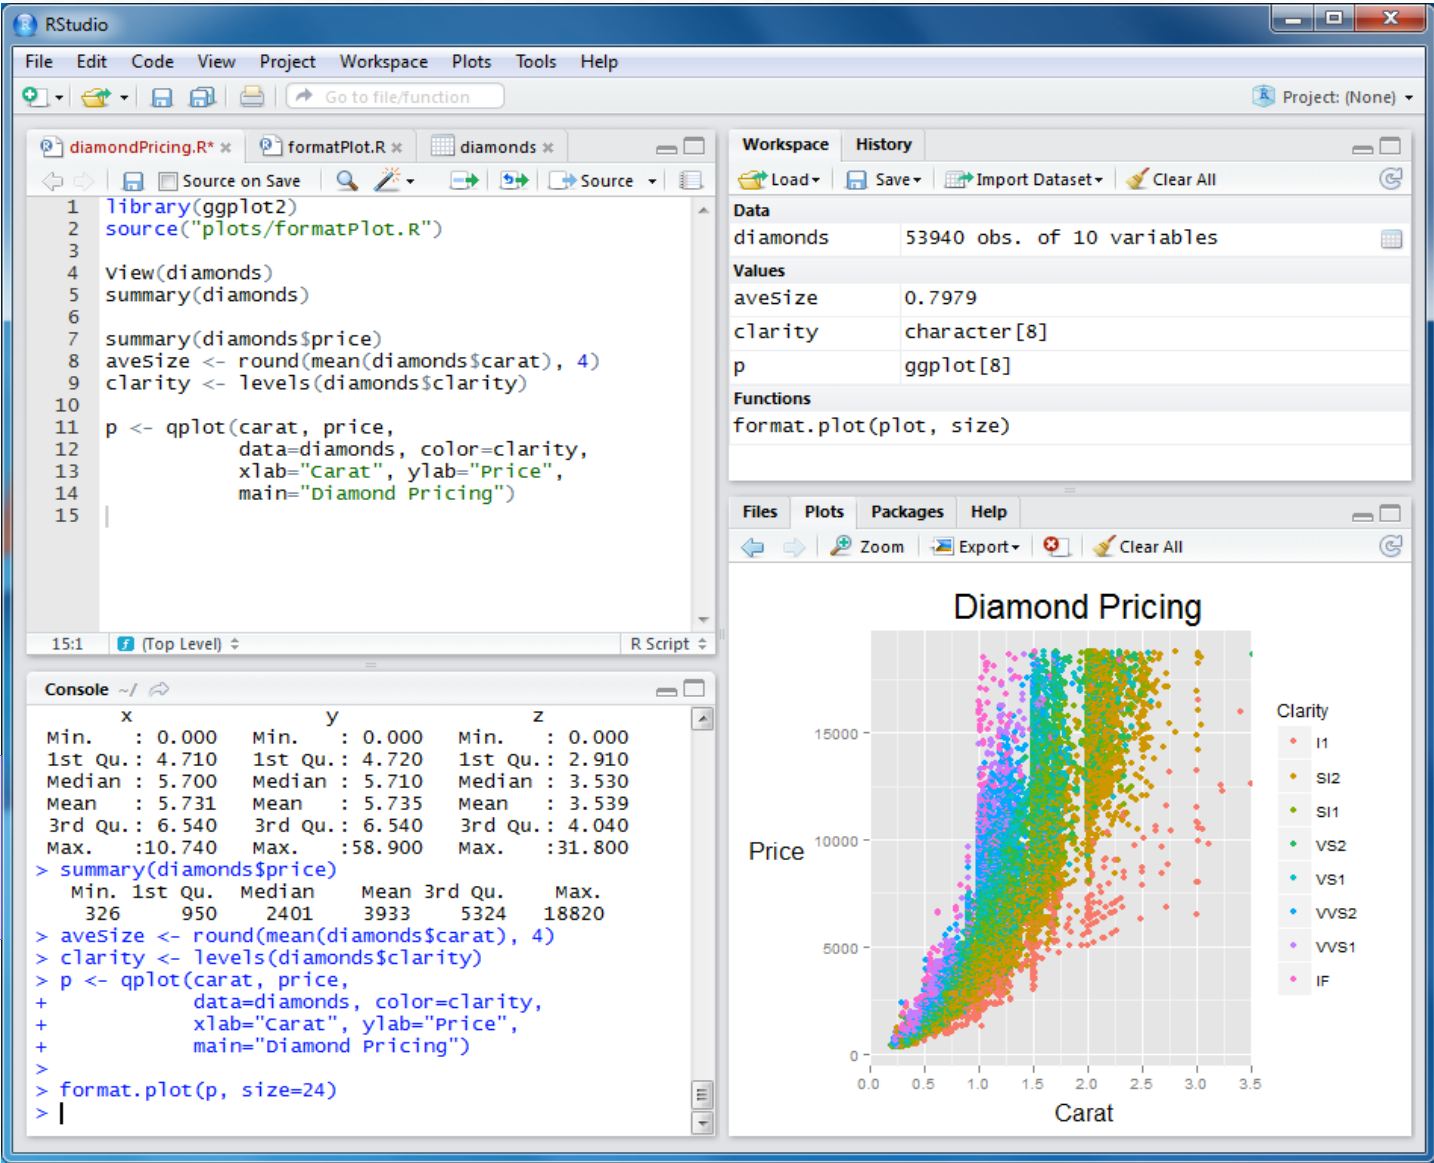 RStudio
File Edit Code View Project Workspace Plots Tools Help
Go to file/function
Project: (None)
diamondPricing.R* formatPlot.R diamonds
Source on Save Source
1 library(ggplot2)
2 source("plots/formatPlot.R")
3
4 View(diamonds)
5 summary(diamonds)
6
7 summary(diamonds$price)
8 aveSize <- round(mean(diamonds$carat), 4)
9 clarity <- levels(diamonds$clarity)
10
11 p <- qplot(carat, price,
12 data=diamonds, color=clarity,
13 xlab="Carat", ylab="Price",
14 main="Diamond Pricing")
15
15:1 (Top Level) R Script
Console ~/
x y z
Min. : 0.000 Min. : 0.000 Min. : 0.000
1st Qu.: 4.710 1st Qu.: 4.720 1st Qu.: 2.910
Median : 5.700 Median : 5.710 Median : 3.530
Mean : 5.731 Mean : 5.735 Mean : 3.539
3rd Qu.: 6.540 3rd Qu.: 6.540 3rd Qu.: 4.040
Max. :10.740 Max. :58.900 Max. :31.800
> summary(diamonds$price)
Min. 1st Qu. Median Mean 3rd Qu. Max.
326 950 2401 3933 5324 18820
> aveSize <- round(mean(diamonds$carat), 4)
> clarity <- levels(diamonds$clarity)
> p <- qplot(carat, price,
+ data=diamonds, color=clarity,
+ xlab="Carat", ylab="Price",
+ main="Diamond Pricing")
>
> format.plot(p, size=24)
>
Workspace History
Load Save Import Dataset Clear All
Data
diamonds 53940 obs. of 10 variables
Values
aveSize 0.7979
clarity character[8]
p ggplot[8]
Functions
format.plot(plot, size)
Files Plots Packages Help
Zoom Export Clear All
Diamond Pricing
Price
15000
10000
5000
0
0.0 0.5 1.0 1.5 2.0 2.5 3.0 3.5
Carat
Clarity
I1
SI2
SI1
VS2
VS1
VVS2
VVS1
IF